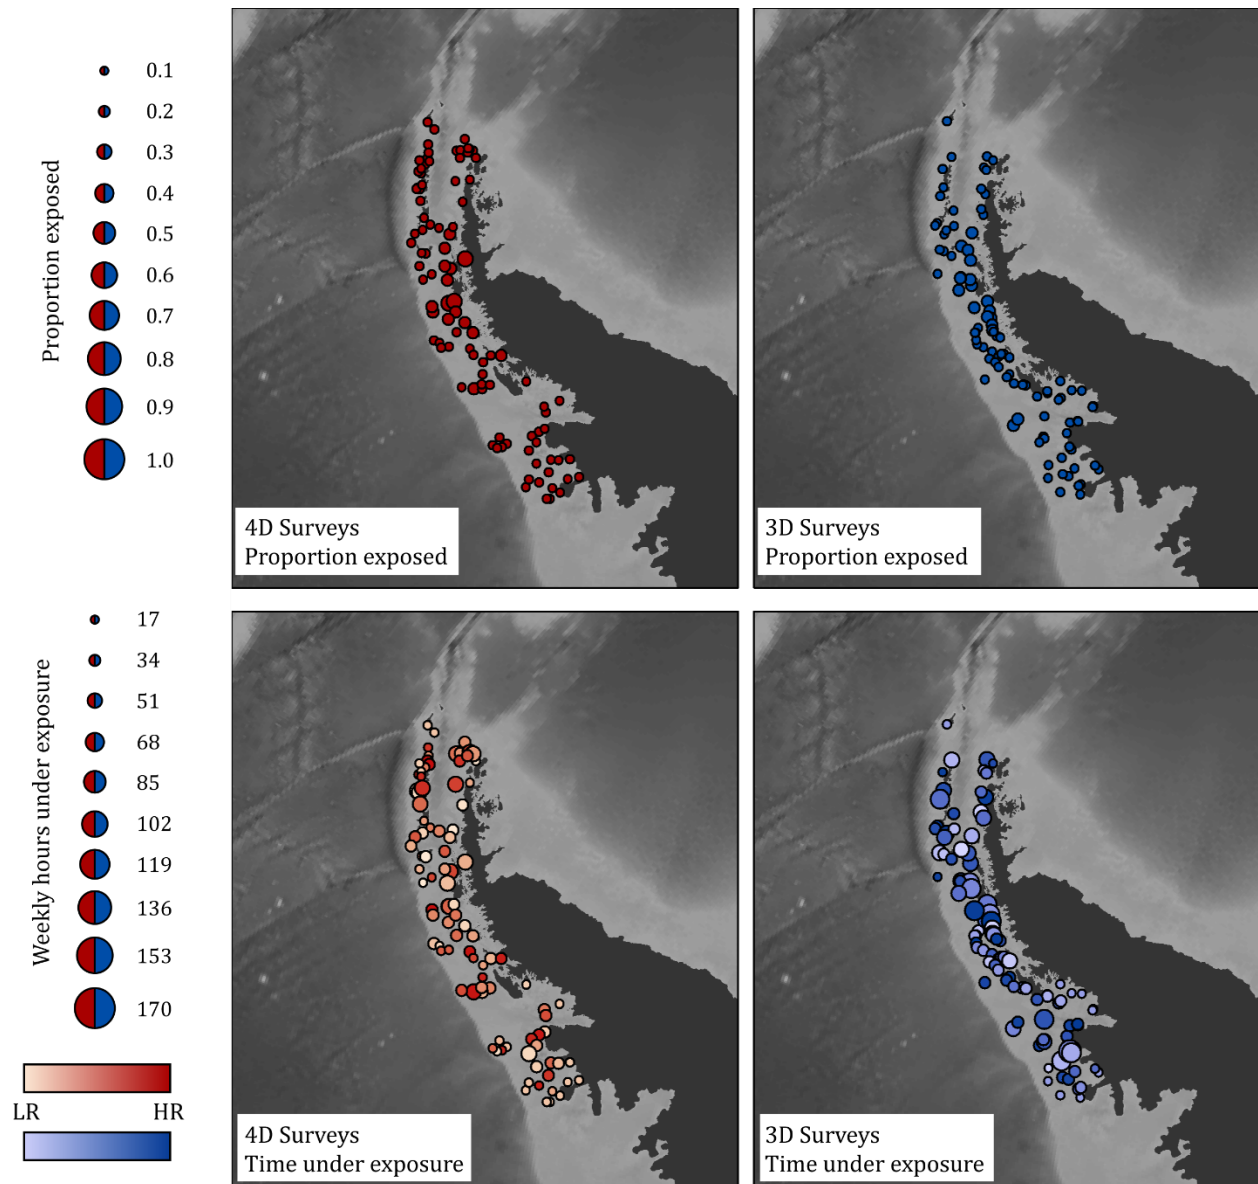 Proportion exposed
0.1
0.2
0.3
0.4
0.5
0.6
0.7
0.8
0.9
1.0
4D Surveys
Proportion exposed
3D Surveys
Proportion exposed
Weekly hours under exposure
17
34
51
68
85
102
119
136
153
170
LR HR
4D Surveys
Time under exposure
3D Surveys
Time under exposure